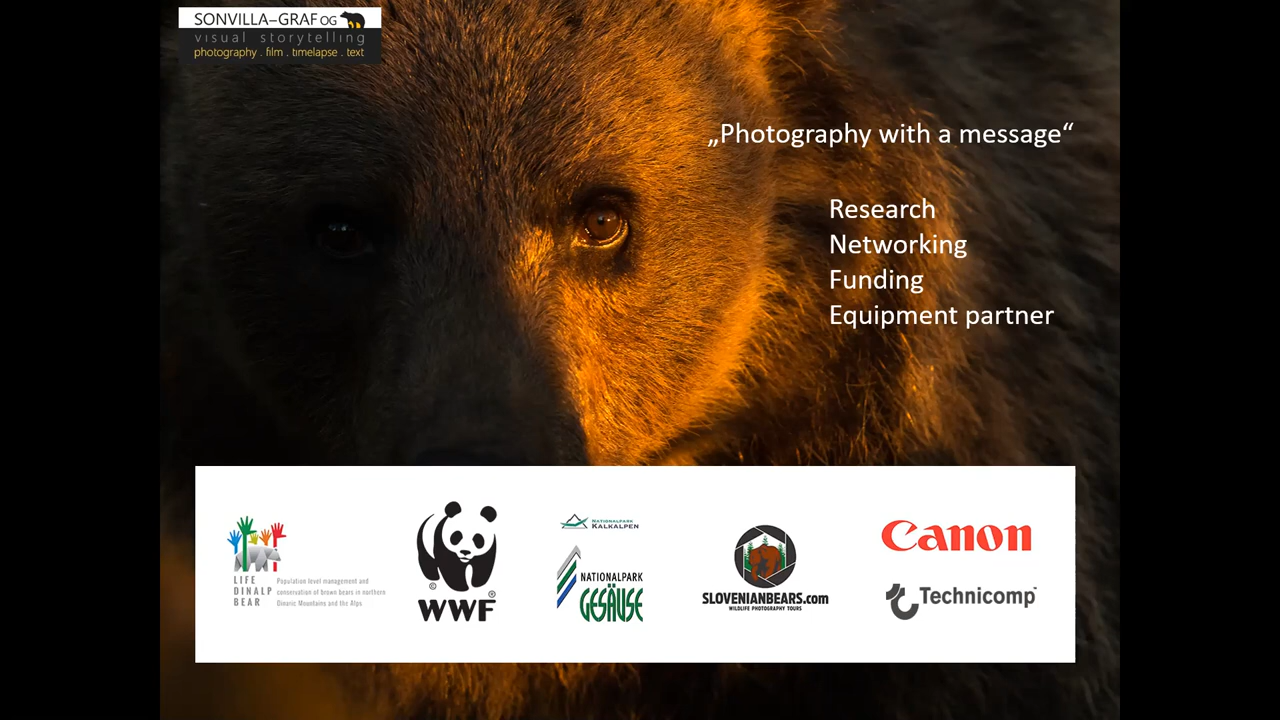 SONVILLA–GRAF OG
visual storytelling
photography . film . timelapse . text
„Photography with a message“
Research
Networking
Funding
Equipment partner
LIFE
DINALP
BEAR
Population level management and
conservation of brown bears in northern
Dinaric Mountains and the Alps
©
®
WWF
NATIONALPARK
KALKALPEN
NATIONALPARK
GESÄUSE
SLOVENIANBEARS.com
WILDLIFE PHOTOGRAPHY TOURS
Canon
Technicomp